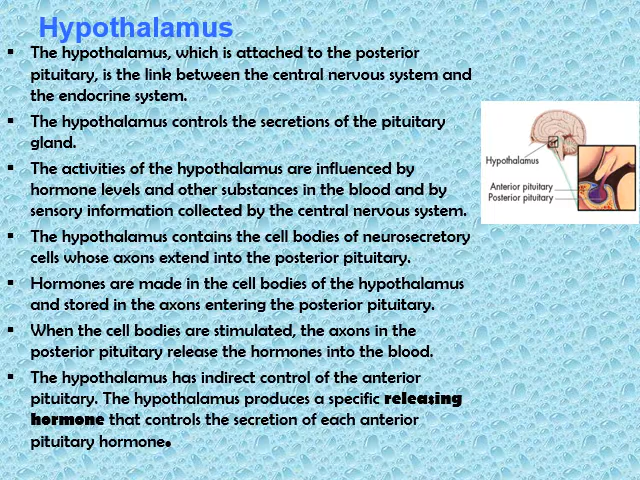 Hypothalamus
▪ The hypothalamus, which is attached to the posterior
pituitary, is the link between the central nervous system and
the endocrine system.
▪ The hypothalamus controls the secretions of the pituitary
gland.
▪ The activities of the hypothalamus are influenced by
hormone levels and other substances in the blood and by
sensory information collected by the central nervous system.
▪ The hypothalamus contains the cell bodies of neurosecretory
cells whose axons extend into the posterior pituitary.
▪ Hormones are made in the cell bodies of the hypothalamus
and stored in the axons entering the posterior pituitary.
▪ When the cell bodies are stimulated, the axons in the
posterior pituitary release the hormones into the blood.
▪ The hypothalamus has indirect control of the anterior
pituitary. The hypothalamus produces a specific releasing
hormone that controls the secretion of each anterior
pituitary hormone.
Hypothalamus
Anterior pituitary
Posterior pituitary